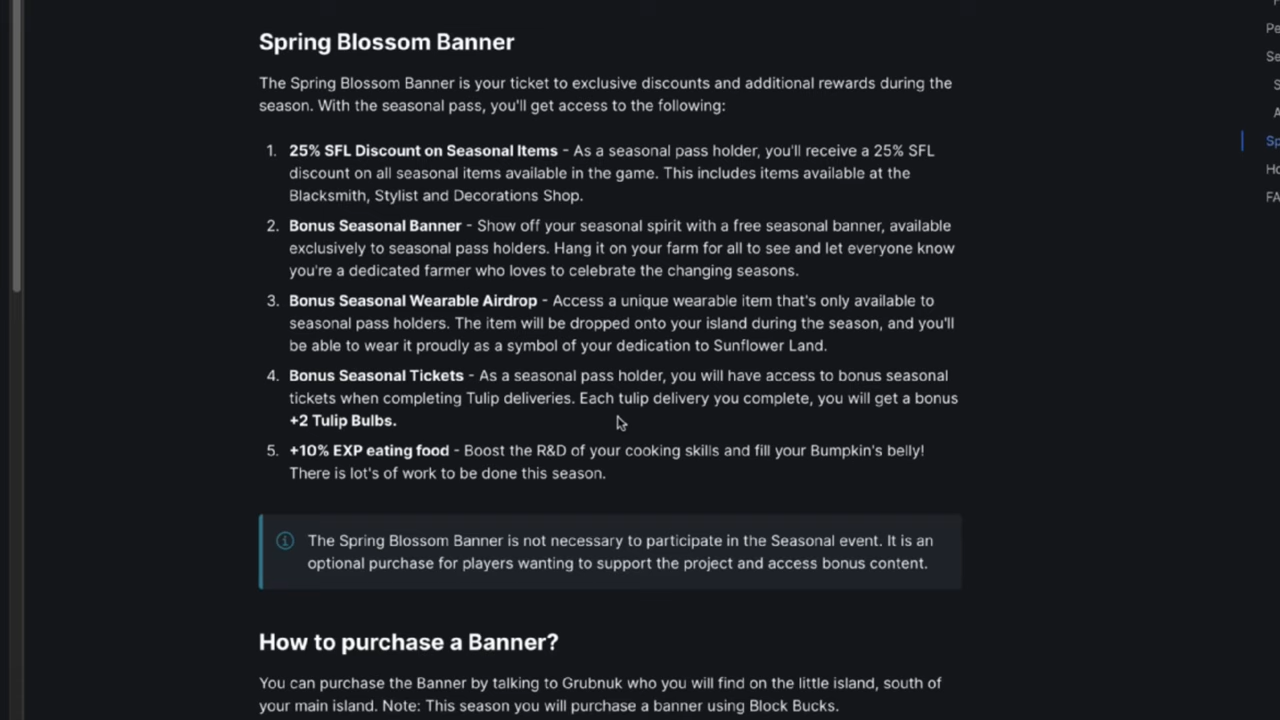 Spring Blossom Banner
The Spring Blossom Banner is your ticket to exclusive discounts and additional rewards during the
season. With the seasonal pass, you'll get access to the following:
1. 25% SFL Discount on Seasonal Items - As a seasonal pass holder, you'll receive a 25% SFL
discount on all seasonal items available in the game. This includes items available at the
Blacksmith, Stylist and Decorations Shop.
2. Bonus Seasonal Banner - Show off your seasonal spirit with a free seasonal banner, available
exclusively to seasonal pass holders. Hang it on your farm for all to see and let everyone know
you're a dedicated farmer who loves to celebrate the changing seasons.
3. Bonus Seasonal Wearable Airdrop - Access a unique wearable item that's only available to
seasonal pass holders. The item will be dropped onto your island during the season, and you'll
be able to wear it proudly as a symbol of your dedication to Sunflower Land.
4. Bonus Seasonal Tickets - As a seasonal pass holder, you will have access to bonus seasonal
tickets when completing Tulip deliveries. Each tulip delivery you complete, you will get a bonus
+2 Tulip Bulbs.
5. +10% EXP eating food - Boost the R&D of your cooking skills and fill your Bumpkin's belly!
There is lot's of work to be done this season.
The Spring Blossom Banner is not necessary to participate in the Seasonal event. It is an
optional purchase for players wanting to support the project and access bonus content.
How to purchase a Banner?
You can purchase the Banner by talking to Grubnuk who you will find on the little island, south of
your main island. Note: This season you will purchase a banner using Block Bucks.